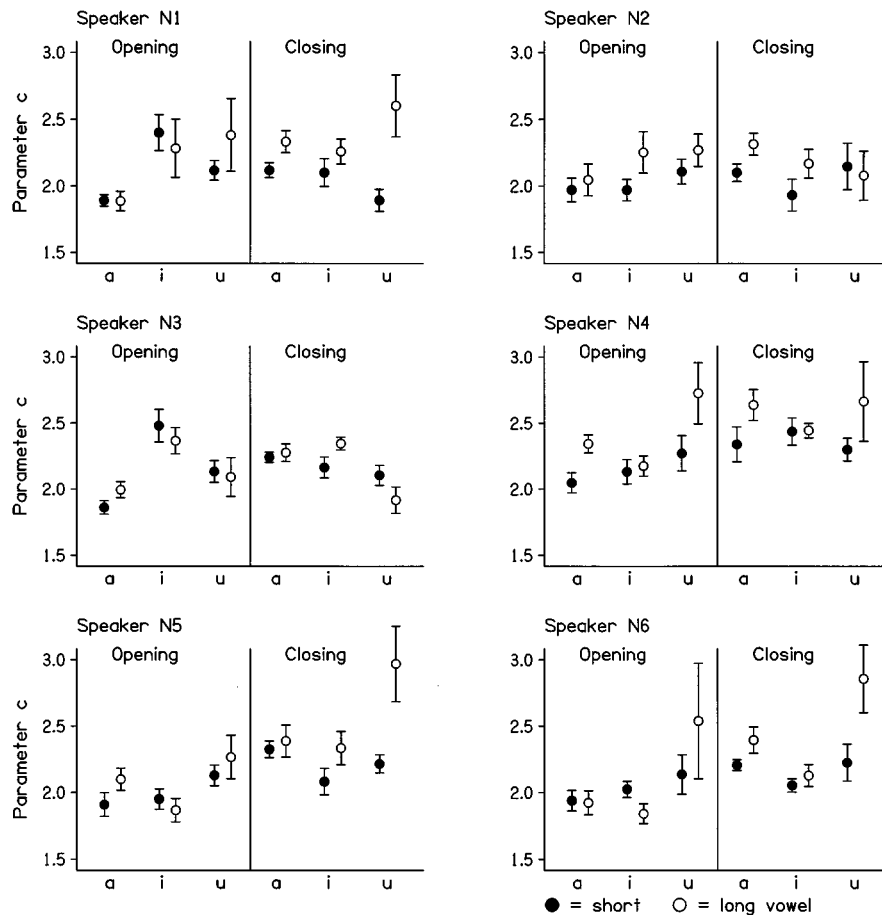 Speaker N1
Speaker N2
Opening
Closing
Opening
Closing
Parameter c
3.0
2.5
2.0
1.5
3.0
2.5
2.0
1.5
a i u a i u
a i u a i u
Speaker N3
Speaker N4
Opening
Closing
Opening
Closing
Parameter c
3.0
2.5
2.0
1.5
3.0
2.5
2.0
1.5
a i u a i u
a i u a i u
Speaker N5
Speaker N6
Opening
Closing
Opening
Closing
Parameter c
3.0
2.5
2.0
1.5
3.0
2.5
2.0
1.5
a i u a i u
a i u a i u
● = short ○ = long vowel